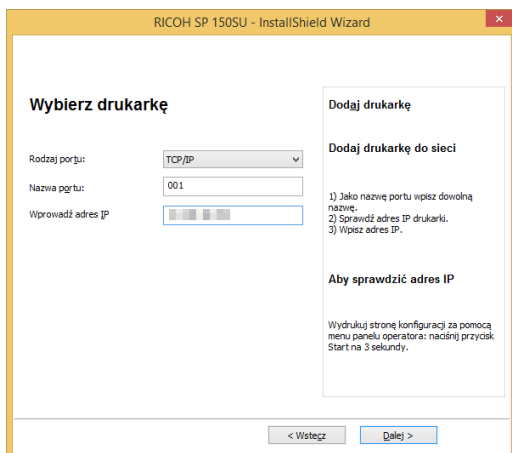 RICOH SP 150SU - InstallShield Wizard
Wybierz drukarkę
Rodzaj portu:
TCP/IP
Nazwa portu:
001
Wprowadź adres IP
Dodaj drukarkę
Dodaj drukarkę do sieci
1) Jako nazwę portu wpisz dowolną
nazwę.
2) Sprawdź adres IP drukarki.
3) Wpisz adres IP.
Aby sprawdzić adres IP
Wydrukuj stronę konfiguracji za pomocą
menu panelu operatora: naciśnij przycisk
Start na 3 sekundy.
< Wstecz
Dalej >